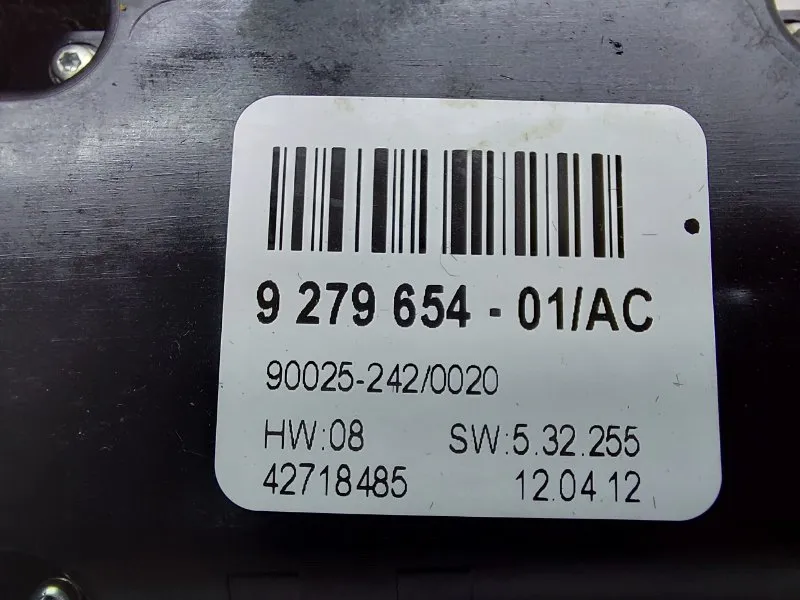 9 279 654 - 01/AC
90025-242/0020
HW:08 SW:5.32.255
42718485 12.04.12